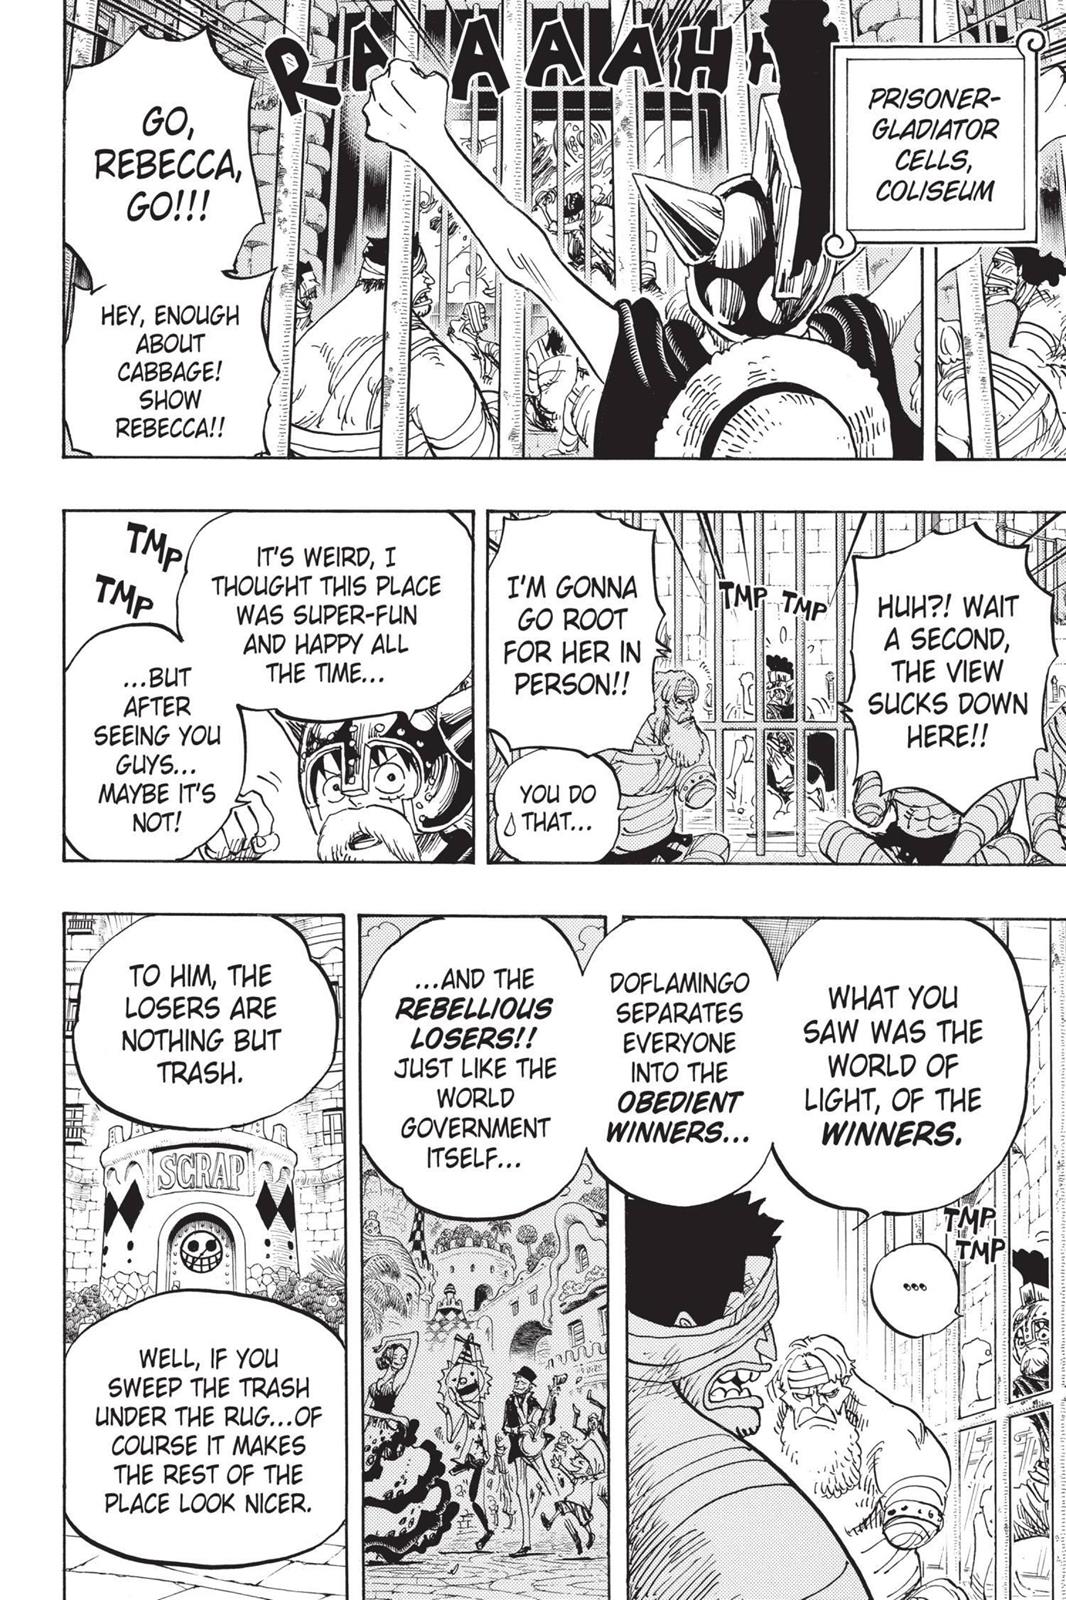 PRISONER-
GLADIATOR
CELLS,
COLISEUM
RAAAAHH
GO,
REBECCA,
GO!!!
HEY, ENOUGH
ABOUT
CABBAGE!
SHOW
REBECCA!!
HUH?! WAIT
A SECOND,
THE VIEW
SUCKS DOWN
HERE!!
TMP TMP
I'M GONNA
GO ROOT
FOR HER IN
PERSON!!
YOU DO
THAT...
IT'S WEIRD, I
THOUGHT THIS PLACE
WAS SUPER-FUN
AND HAPPY ALL
THE TIME...
TMP
TMP
...BUT
AFTER
SEEING YOU
GUYS...
MAYBE IT'S
NOT!
WHAT YOU
SAW WAS THE
WORLD OF
LIGHT, OF THE
WINNERS.
TMP
TMP
...
DOFLAMINGO
SEPARATES
EVERYONE
INTO THE
OBEDIENT
WINNERS...
...AND THE
REBELLIOUS
LOSERS!!
JUST LIKE THE
WORLD
GOVERNMENT
ITSELF...
TO HIM, THE
LOSERS ARE
NOTHING BUT
TRASH.
SCRAP
WELL, IF YOU
SWEEP THE TRASH
UNDER THE RUG...OF
COURSE IT MAKES
THE REST OF THE
PLACE LOOK NICER.